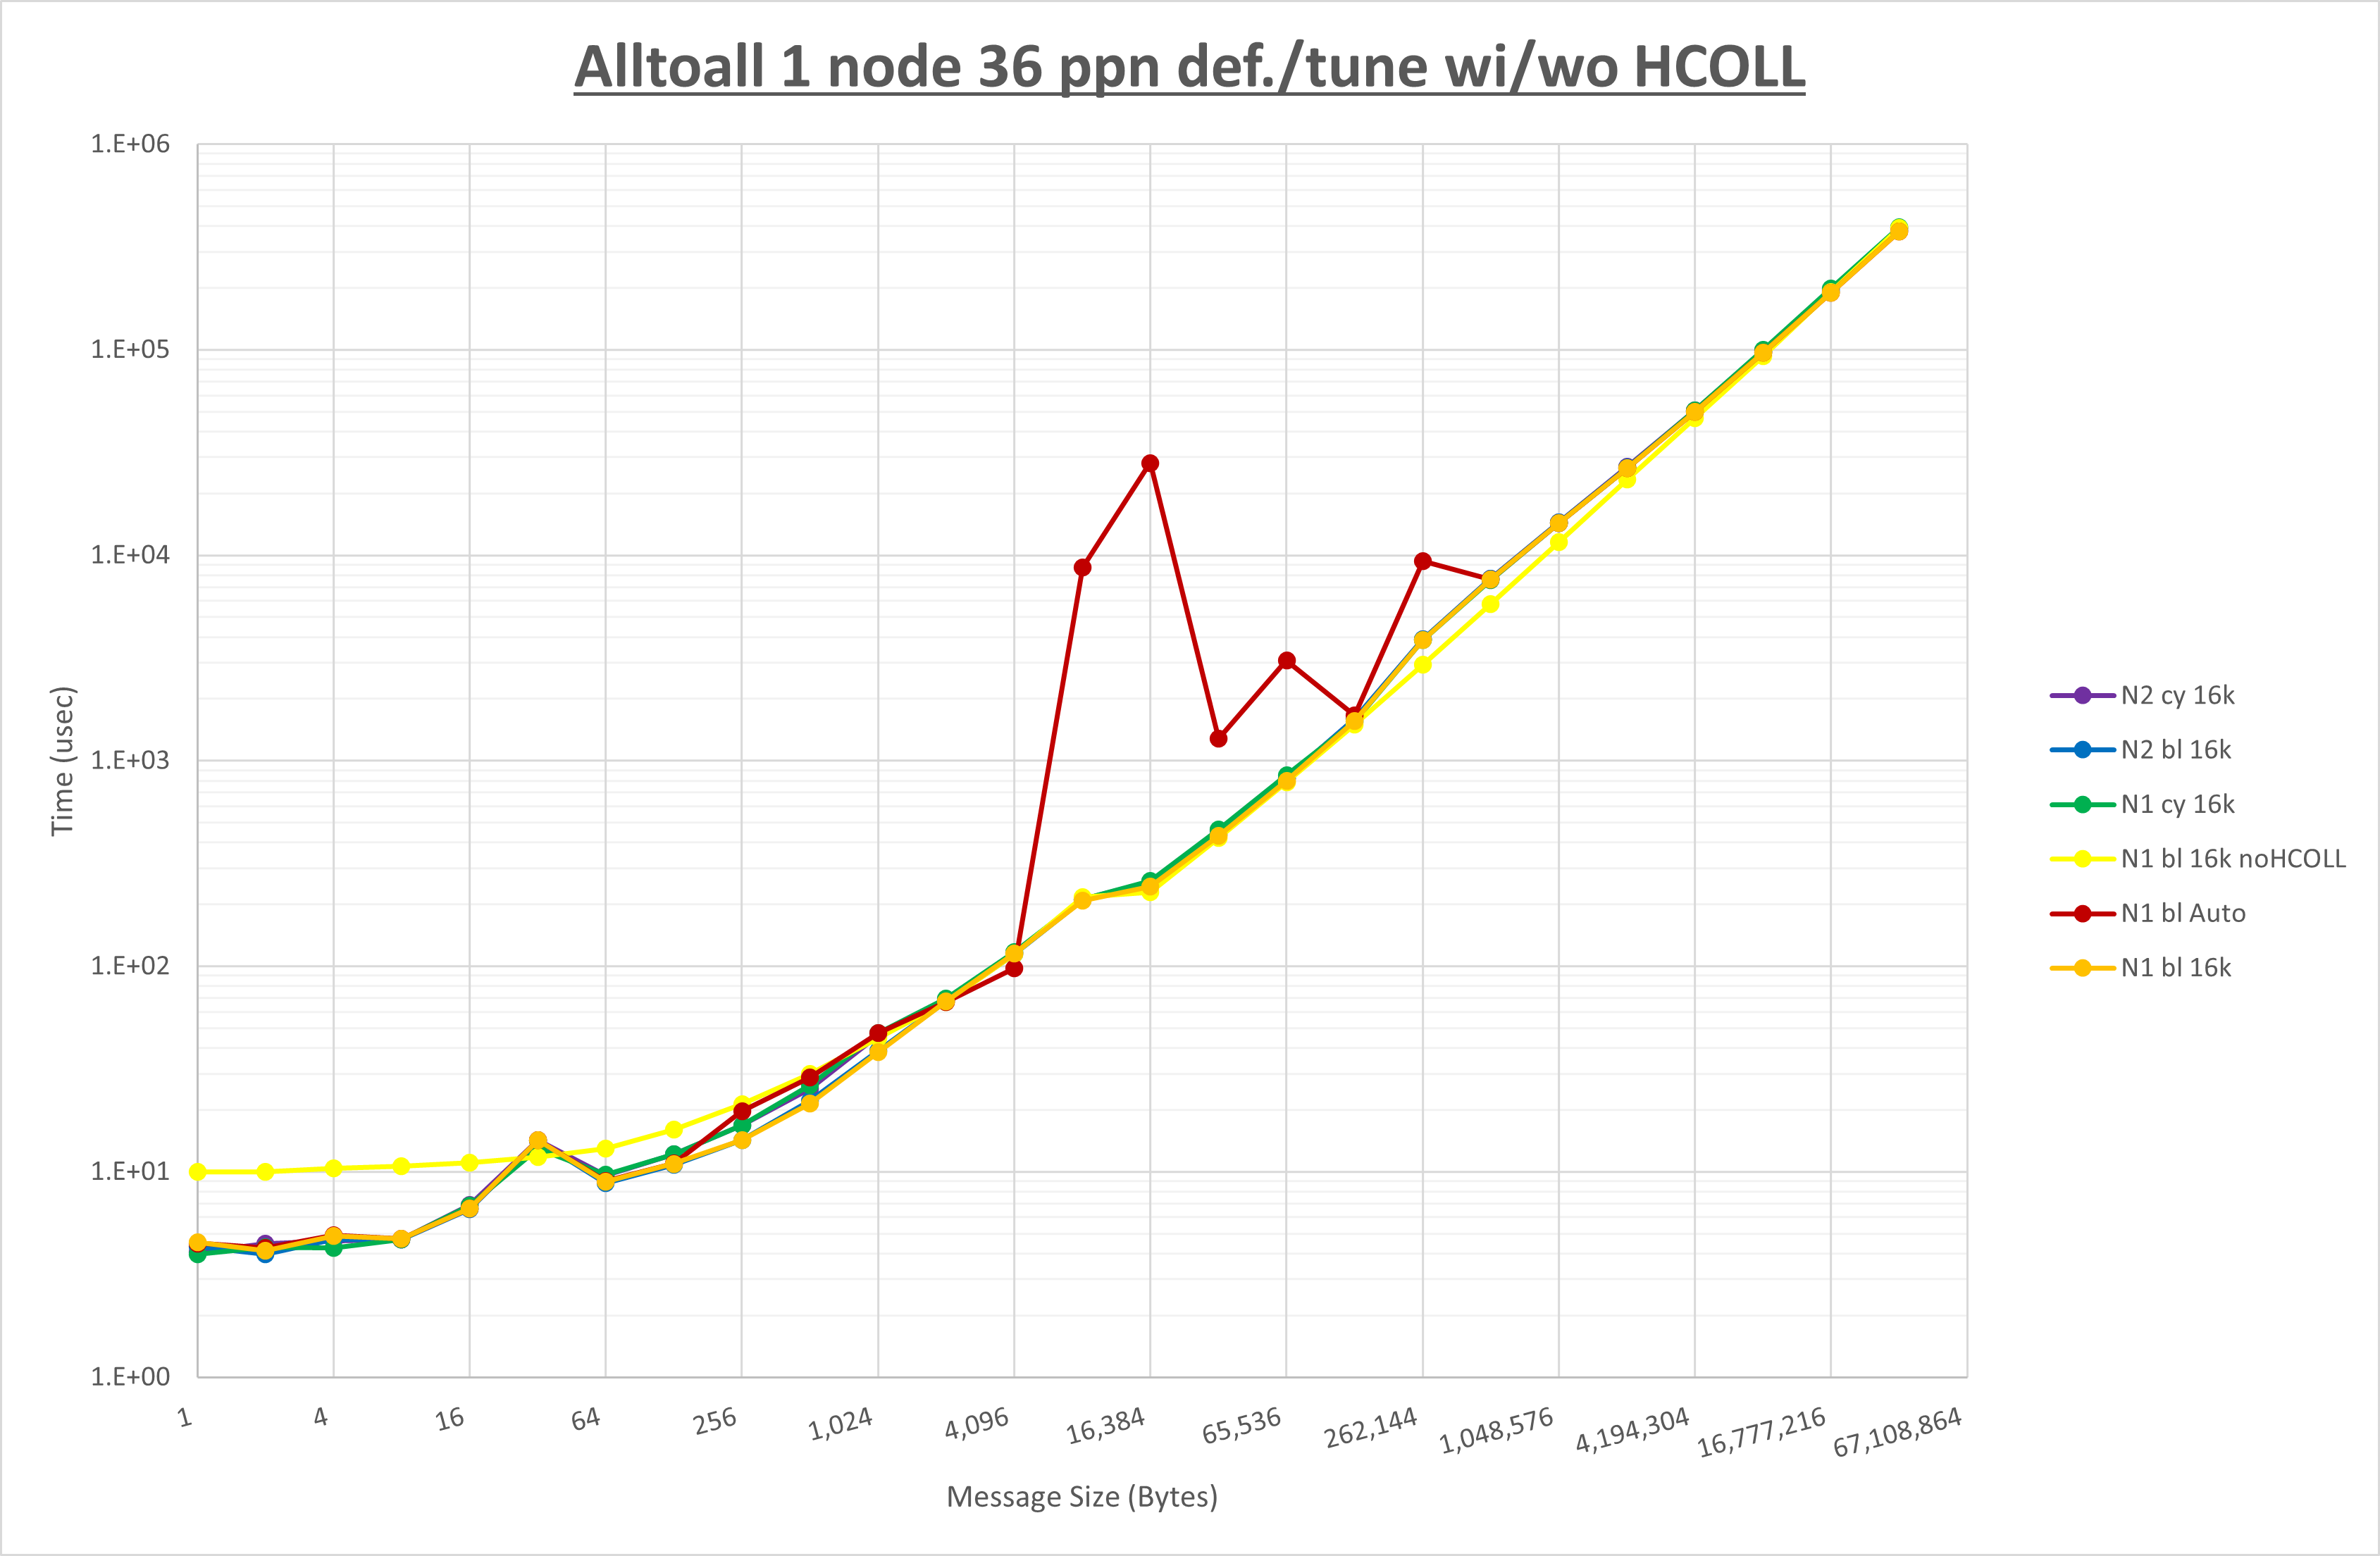 Alltoall 1 node 36 ppn def./tune wi/wo HCOLL
1.E+06
1.E+05
1.E+04
1.E+03
1.E+02
1.E+01
1.E+00
Time (usec)
1
4
16
64
256
1,024
4,096
16,384
65,536
262,144
1,048,576
4,194,304
16,777,216
67,108,864
Message Size (Bytes)
N2 cy 16k
N2 bl 16k
N1 cy 16k
N1 bl 16k noHCOLL
N1 bl Auto
N1 bl 16k